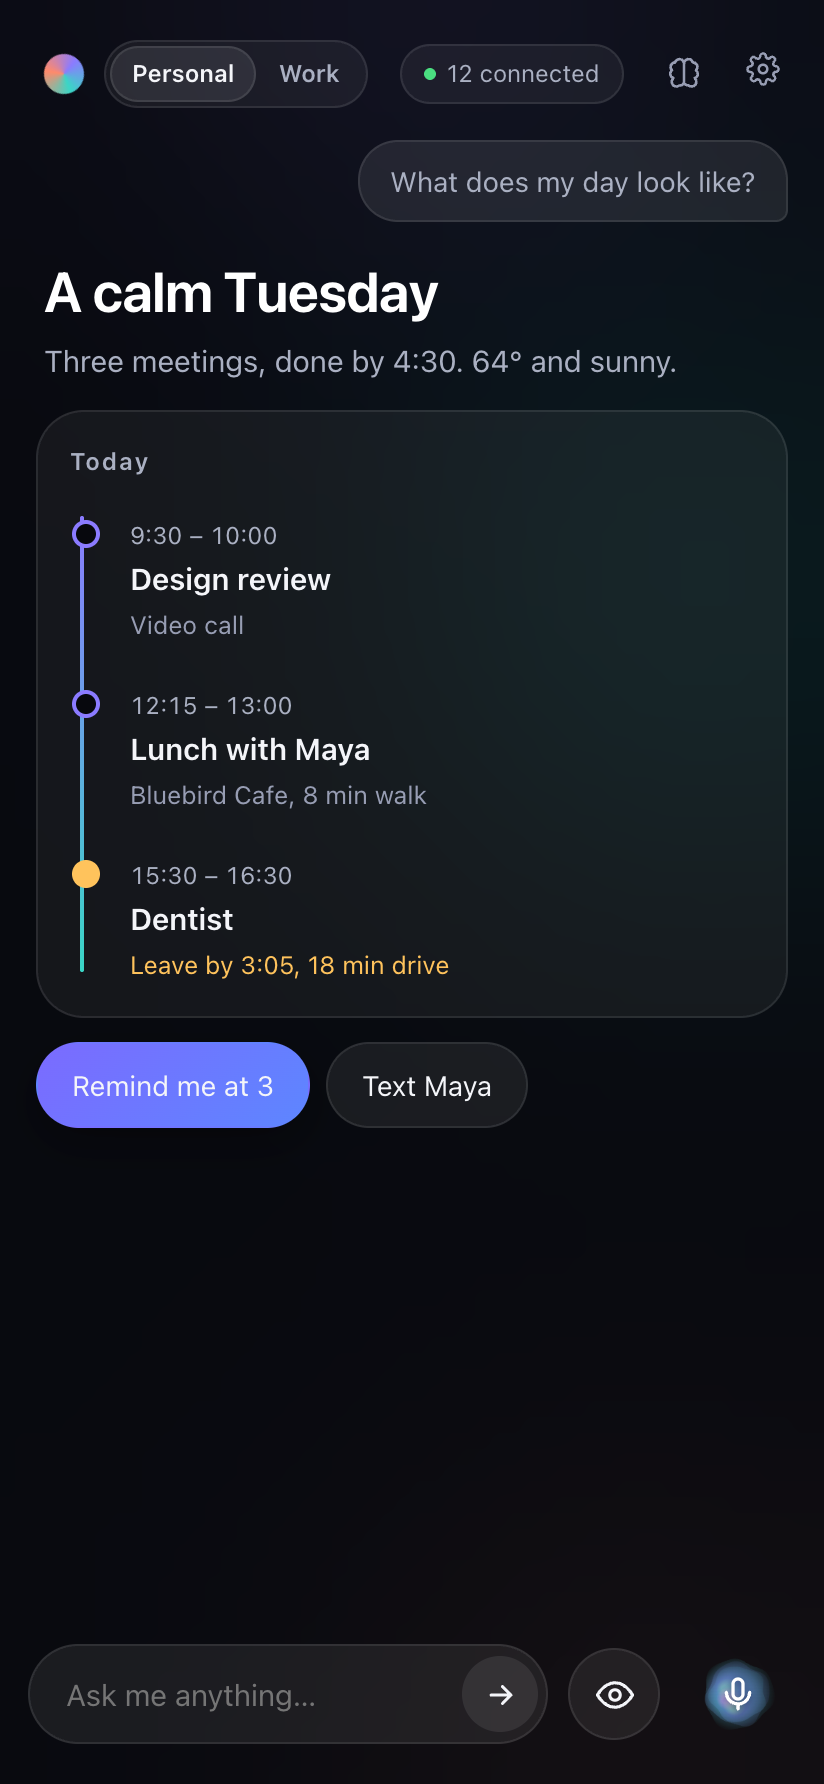 Personal
Work
12 connected
What does my day look like?
A calm Tuesday
Three meetings, done by 4:30. 64° and sunny.
Today
9:30 – 10:00
Design review
Video call
12:15 – 13:00
Lunch with Maya
Bluebird Cafe, 8 min walk
15:30 – 16:30
Dentist
Leave by 3:05, 18 min drive
Remind me at 3
Text Maya
Ask me anything...